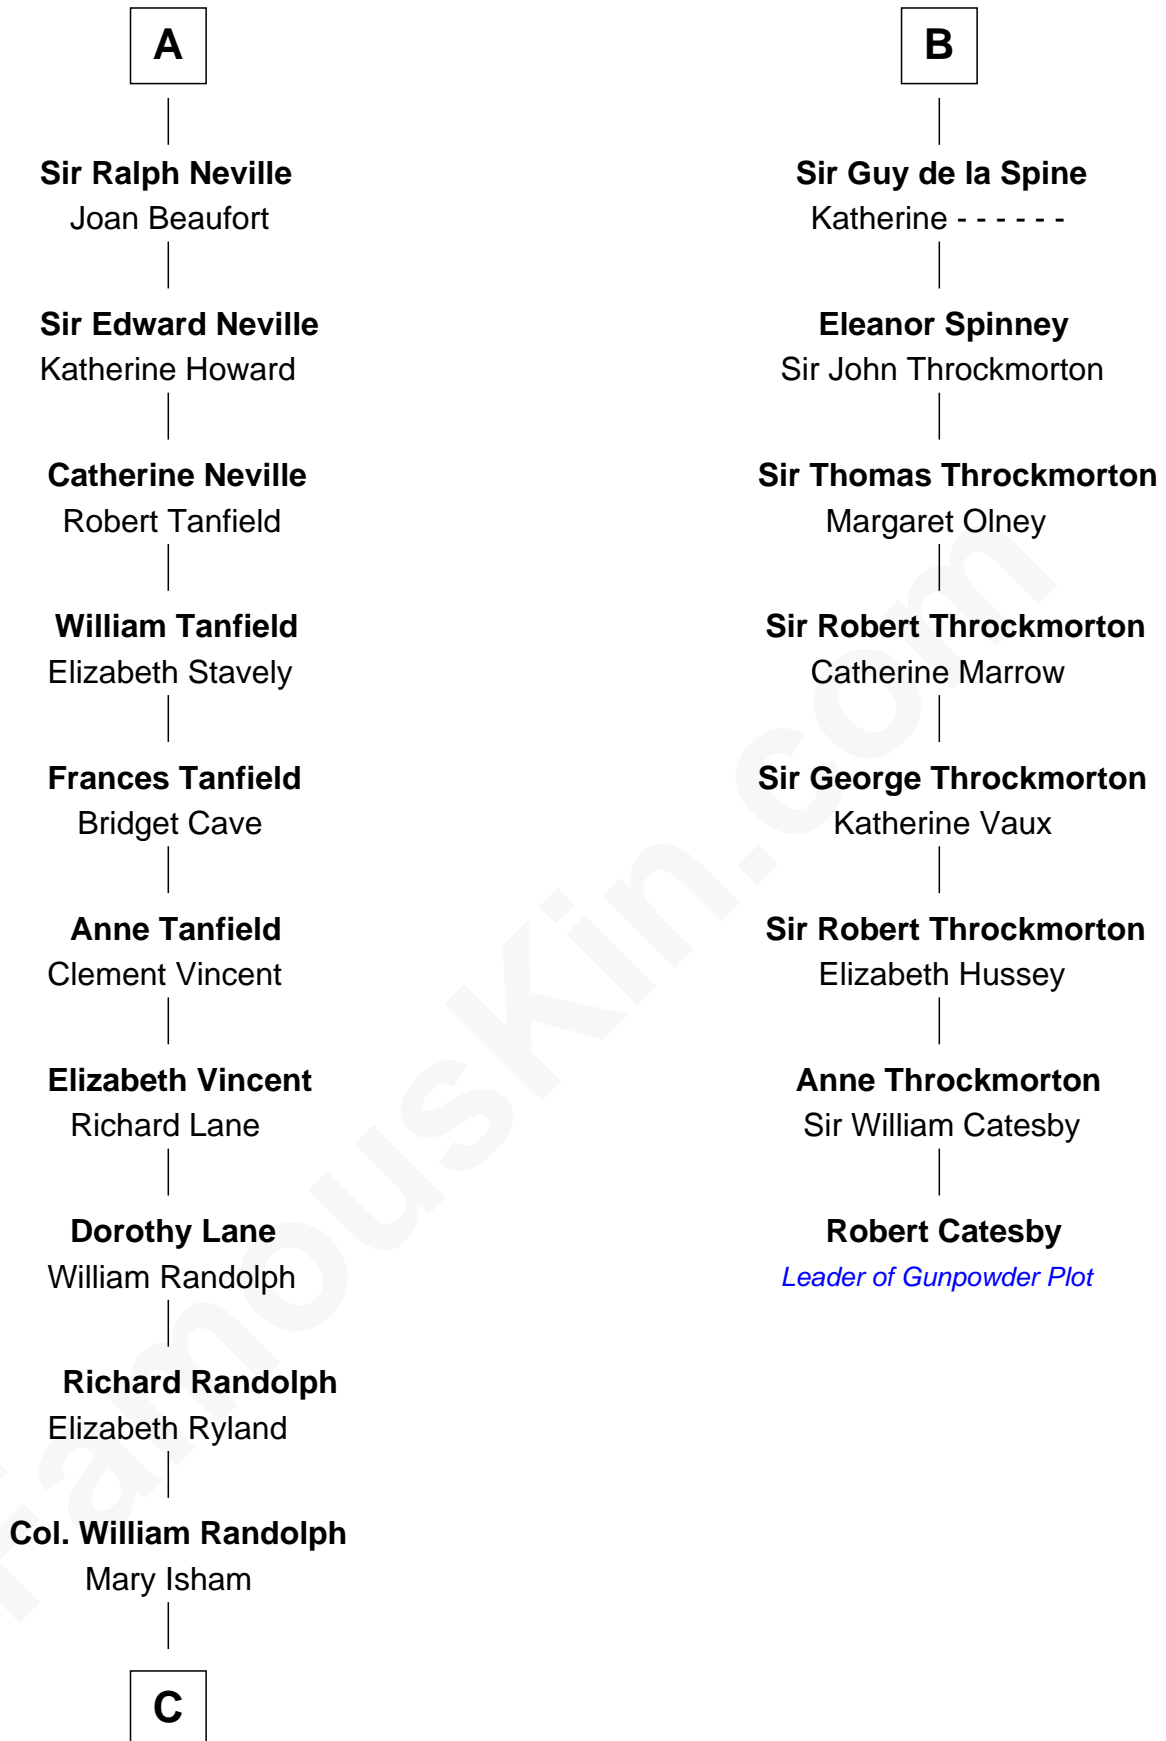 A
Sir Ralph Neville
Joan Beaufort
Sir Edward Neville
Katherine Howard
Catherine Neville
Robert Tanfield
William Tanfield
Elizabeth Stavely
Frances Tanfield
Bridget Cave
Anne Tanfield
Clement Vincent
Elizabeth Vincent
Richard Lane
Dorothy Lane
William Randolph
Richard Randolph
Elizabeth Ryland
Col. William Randolph
Mary Isham
C
B
Sir Guy de la Spine
Katherine - - - - - -
Eleanor Spinney
Sir John Throckmorton
Sir Thomas Throckmorton
Margaret Olney
Sir Robert Throckmorton
Catherine Marrow
Sir George Throckmorton
Katherine Vaux
Sir Robert Throckmorton
Elizabeth Hussey
Anne Throckmorton
Sir William Catesby
Robert Catesby
Leader of Gunpowder Plot
FamousKin.com